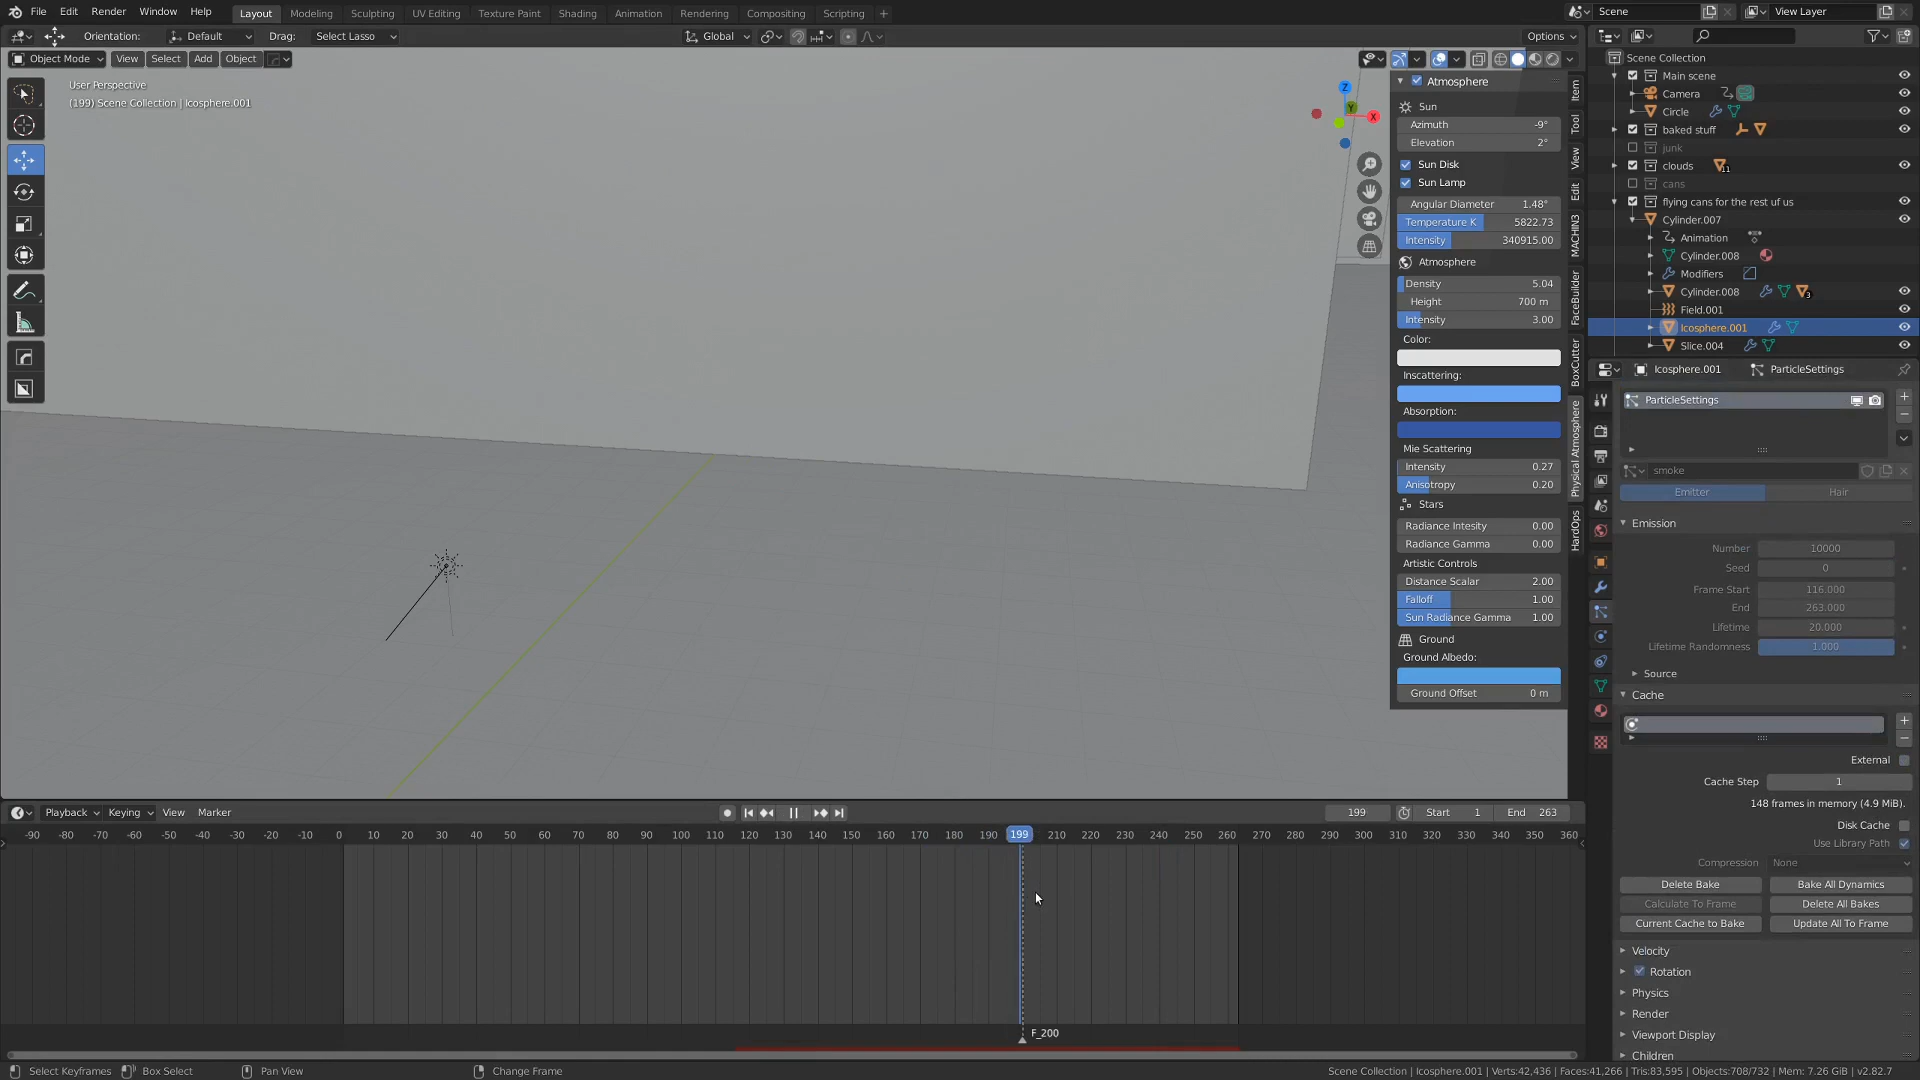 File Edit Render Window Help Layout Modeling Sculpting UV Editing Texture Paint Shading Animation Rendering Compositing Scripting + Scene View Layer
Orientation: Default Drag: Select Lasso Global Options
Object Mode View Select Add Object
User Perspective
(199) Scene Collection | Icosphere.001
Z
Y
X
Atmosphere
Sun
Azimuth -9°
Elevation 2°
Sun Disk
Sun Lamp
Angular Diameter 1.48°
Temperature K 5822.73
Intensity 340915.00
Atmosphere
Density 5.04
Height 700 m
Intensity 3.00
Color:
Inscattering:
Absorption:
Mie Scattering
Intensity 0.27
Anisotropy 0.20
Stars
Radiance Intesity 0.00
Radiance Gamma 0.00
Artistic Controls
Distance Scalar 2.00
Falloff 1.00
Sun Radiance Gamma 1.00
Ground
Ground Albedo:
Ground Offset 0 m
Item
Tool
View
Edit
MACHIN3
FaceBuilder
BoxCutter
Physical Atmosphere
HardOps
Scene Collection
Main scene
Camera
Circle
baked stuff
junk
clouds 11
cans
flying cans for the rest uf us
Cylinder.007
Animation
Cylinder.008
Modifiers
Cylinder.008 3
Field.001
Icosphere.001
Slice.004
Icosphere.001 ParticleSettings
ParticleSettings
smoke
Emitter Hair
Emission
Number 10000
Seed 0
Frame Start 116.000
End 263.000
Lifetime 20.000
Lifetime Randomness 1.000
Source
Cache
External
Cache Step 1
148 frames in memory (4.9 MiB).
Disk Cache
Use Library Path
Compression None
Delete Bake Bake All Dynamics
Calculate To Frame Delete All Bakes
Current Cache to Bake Update All To Frame
Velocity
Rotation
Physics
Render
Viewport Display
Children
Playback Keying View Marker 199 Start 1 End 263
-90 -80 -70 -60 -50 -40 -30 -20 -10 0 10 20 30 40 50 60 70 80 90 100 110 120 130 140 150 160 170 180 190 199 210 220 230 240 250 260 270 280 290 300 310 320 330 340 350 360
F_200
Select Keyframes Box Select Pan View Change Frame Scene Collection | Icosphere.001 | Verts:42,436 | Faces:41,266 | Tris:83,595 | Objects:708/732 | Mem: 7.26 GiB | v2.82.7